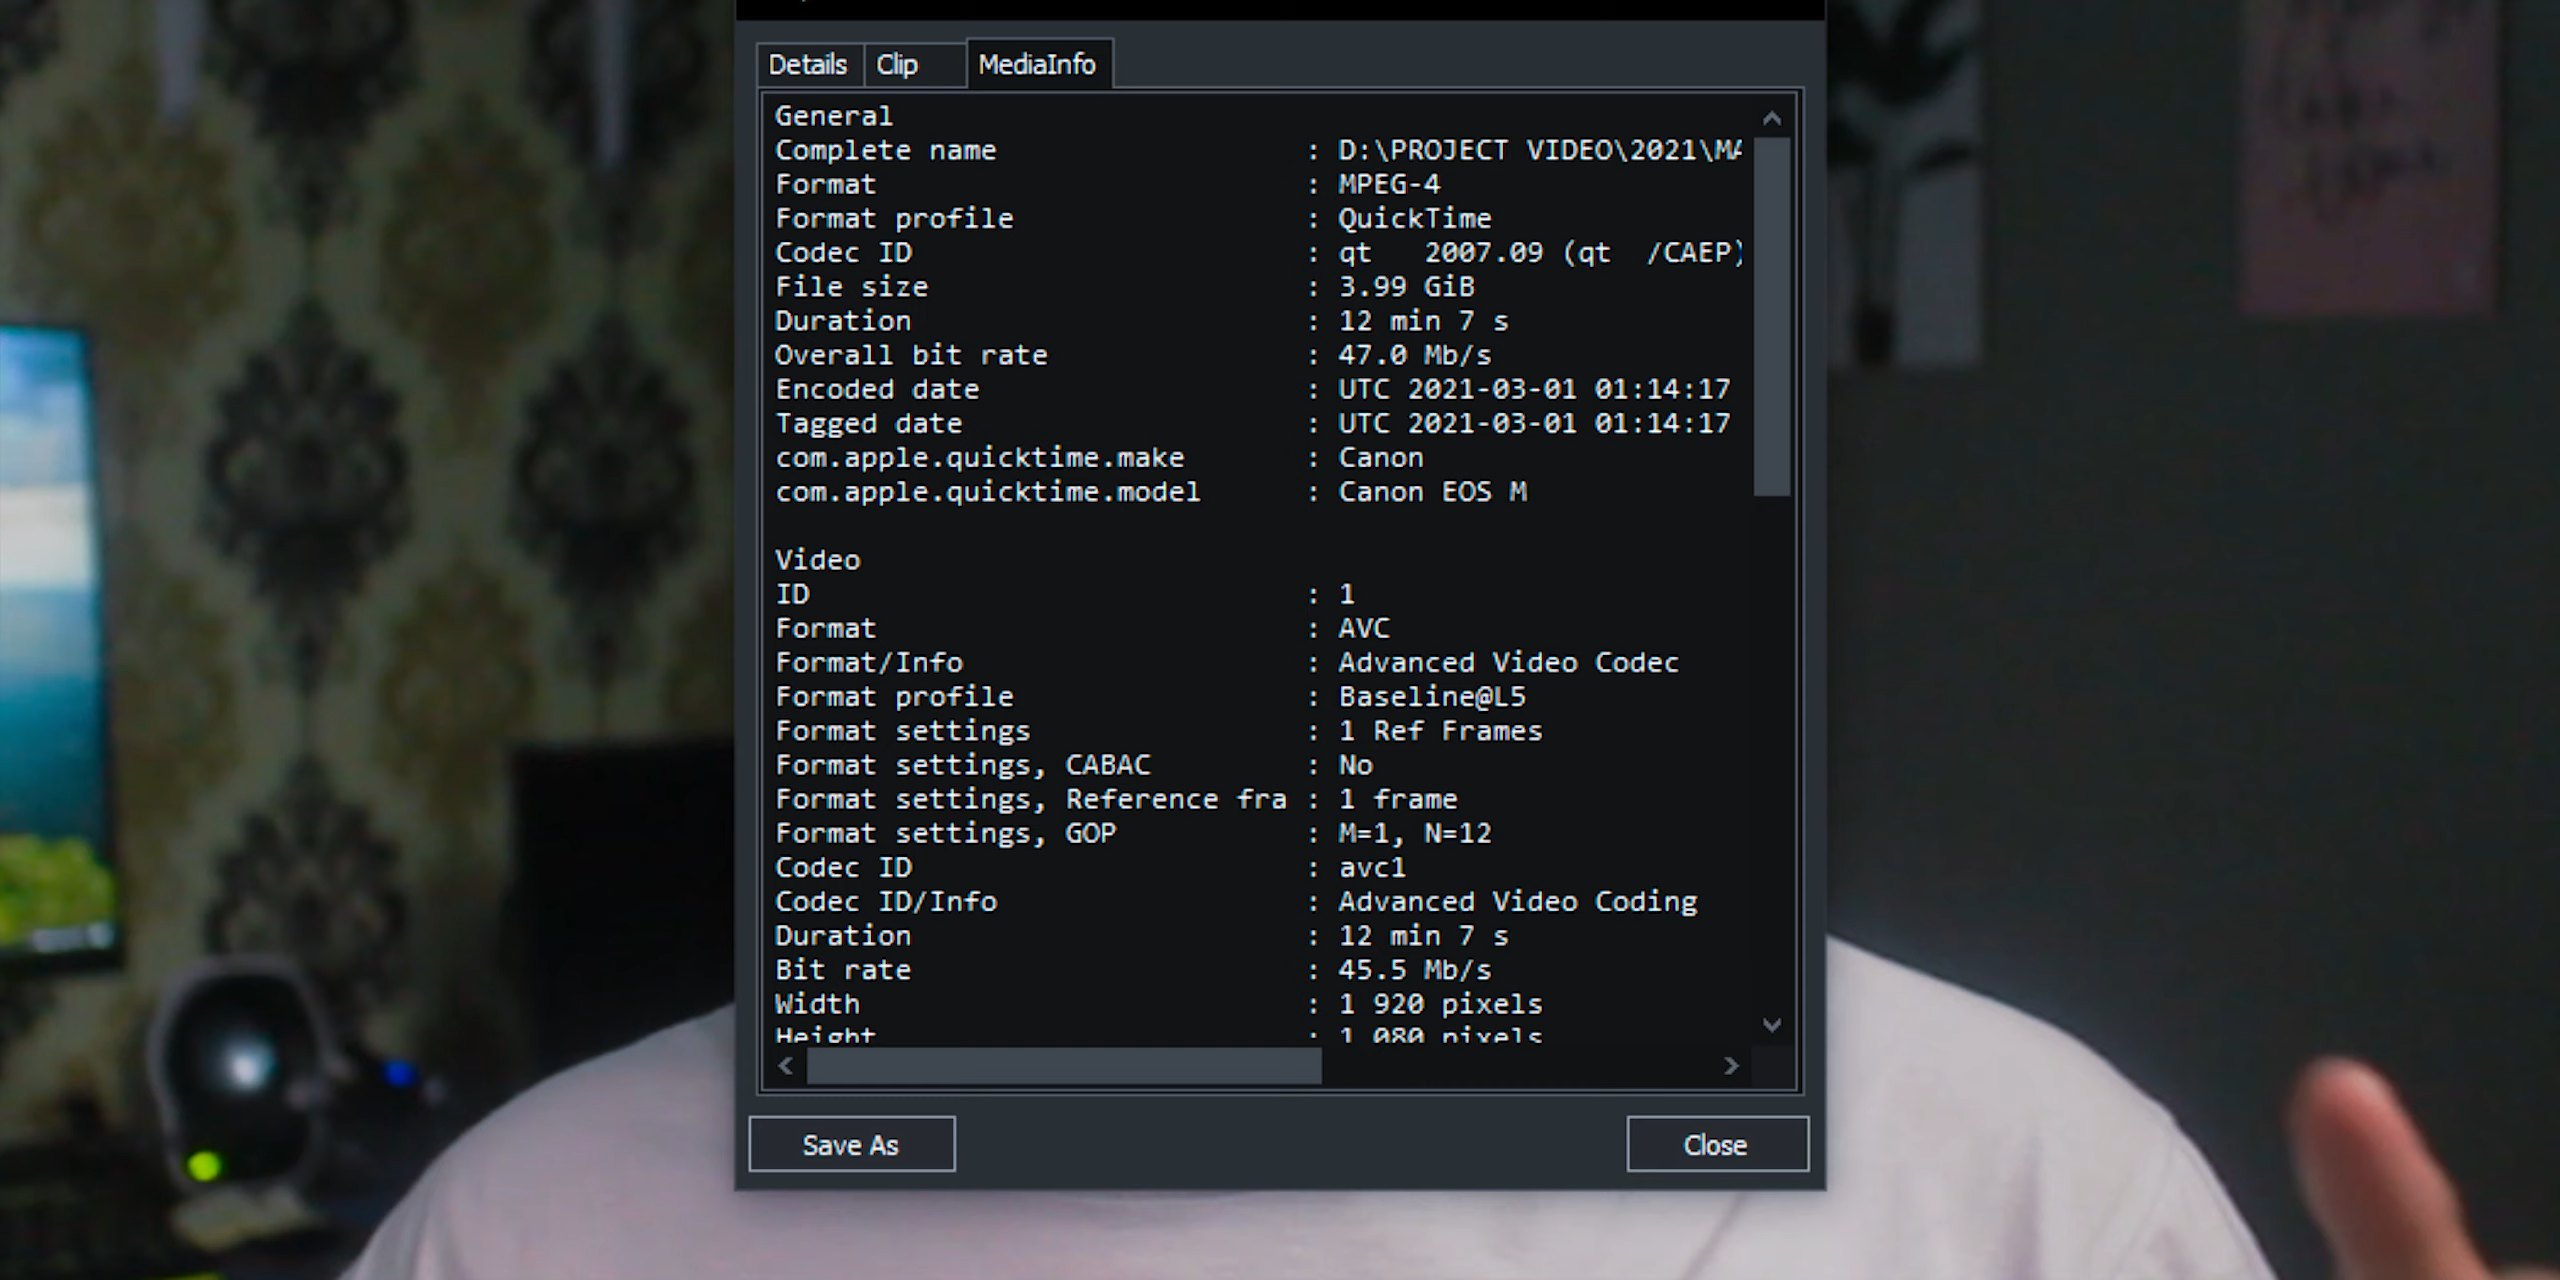 Details Clip MediaInfo
General
Complete name : D:\PROJECT VIDEO\2021\MA
Format : MPEG-4
Format profile : QuickTime
Codec ID : qt   2007.09 (qt  /CAEP)
File size : 3.99 GiB
Duration : 12 min 7 s
Overall bit rate : 47.0 Mb/s
Encoded date : UTC 2021-03-01 01:14:17
Tagged date : UTC 2021-03-01 01:14:17
com.apple.quicktime.make : Canon
com.apple.quicktime.model : Canon EOS M
Video
ID : 1
Format : AVC
Format/Info : Advanced Video Codec
Format profile : Baseline@L5
Format settings : 1 Ref Frames
Format settings, CABAC : No
Format settings, Reference fra : 1 frame
Format settings, GOP : M=1, N=12
Codec ID : avc1
Codec ID/Info : Advanced Video Coding
Duration : 12 min 7 s
Bit rate : 45.5 Mb/s
Width : 1 920 pixels
Height : 1 080 pixels
Save As Close